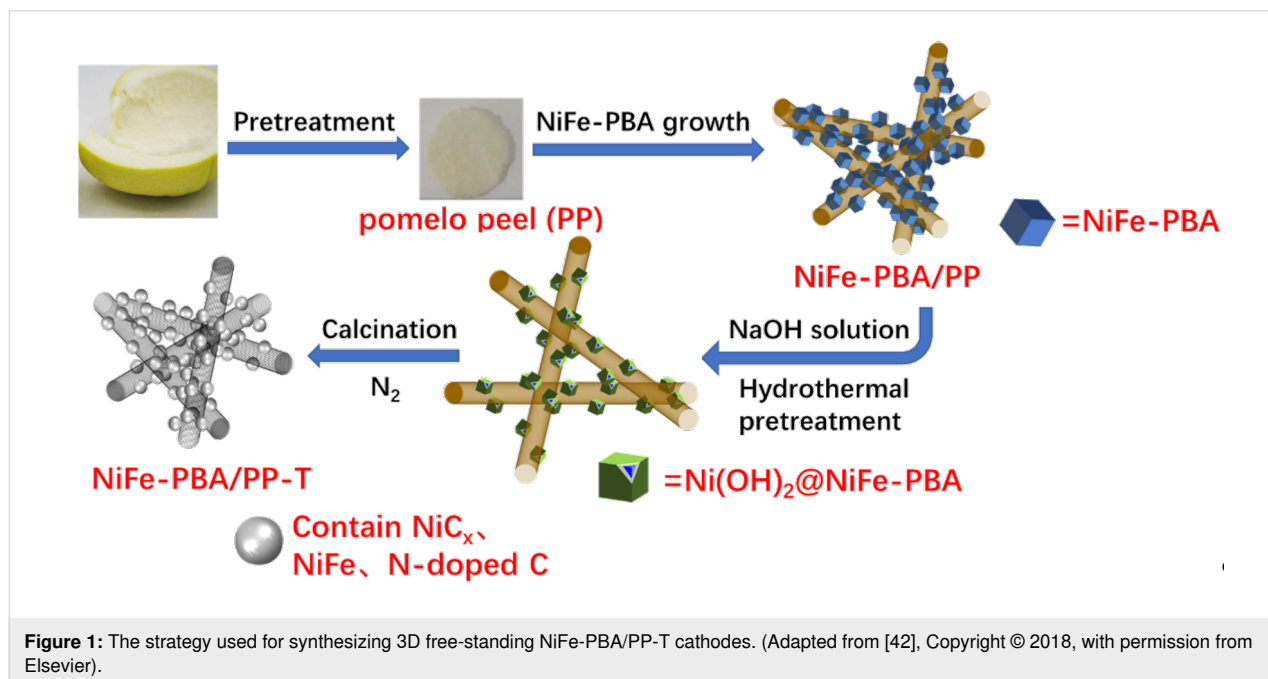 Pretreatment
NiFe-PBA growth
pomelo peel (PP)
=NiFe-PBA
NiFe-PBA/PP
NaOH solution
Hydrothermal
pretreatment
Calcination
N₂
NiFe-PBA/PP-T
=Ni(OH)₂@NiFe-PBA
Contain NiCₓ、
NiFe、N-doped C
Figure 1: The strategy used for synthesizing 3D free-standing NiFe-PBA/PP-T cathodes. (Adapted from [42], Copyright © 2018, with permission from
Elsevier).